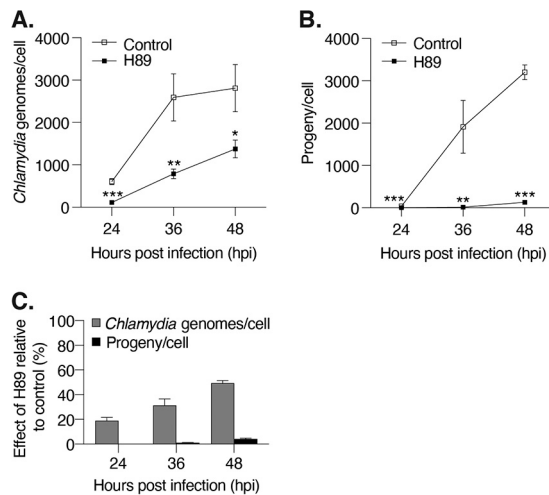 A.
Control
H89
Chlamydia genomes/cell
4000
3000
2000
1000
0
***
**
*
24
36
48
Hours post infection (hpi)
B.
Control
H89
Progeny/cell
4000
3000
2000
1000
0
***
**
***
24
36
48
Hours post infection (hpi)
C.
Chlamydia genomes/cell
Progeny/cell
Effect of H89 relative
to control (%)
100
80
60
40
20
0
24
36
48
Hours post infection (hpi)